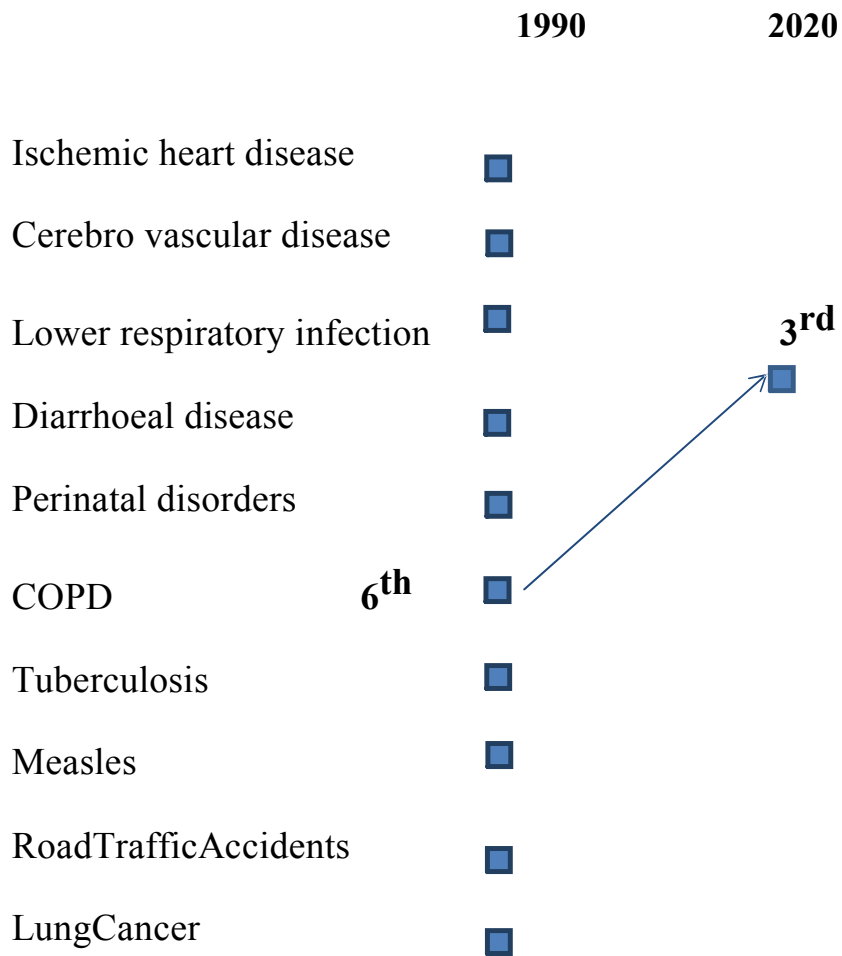 1990 2020
Ischemic heart disease
Cerebro vascular disease
Lower respiratory infection 3rd
Diarrhoeal disease
Perinatal disorders
COPD 6th
Tuberculosis
Measles
RoadTrafficAccidents
LungCancer